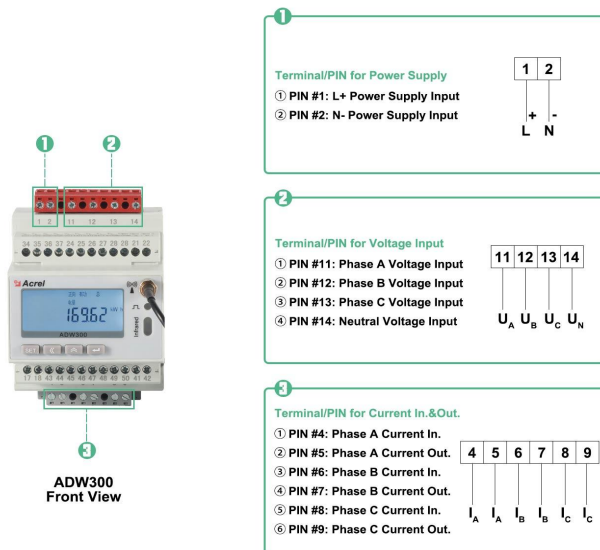 1
Terminal/PIN for Power Supply
① PIN #1: L+ Power Supply Input
② PIN #2: N- Power Supply Input
1 2
+ -
L N
1 2
1 2 11 12 13 14
34 35 36 37 24 25 26 27 28 29 21 22
Acrel
16962
ADW300
Infrared
SET
17 18 43 44 45 46 47 48 49 50 41 42
3
ADW300
Front View
2
Terminal/PIN for Voltage Input
① PIN #11: Phase A Voltage Input
② PIN #12: Phase B Voltage Input
③ PIN #13: Phase C Voltage Input
④ PIN #14: Neutral Voltage Input
11 12 13 14
UA UB UC UN
3
Terminal/PIN for Current In.&Out.
① PIN #4: Phase A Current In.
② PIN #5: Phase A Current Out.
③ PIN #6: Phase B Current In.
④ PIN #7: Phase B Current Out.
⑤ PIN #8: Phase C Current In.
⑥ PIN #9: Phase C Current Out.
4 5 6 7 8 9
IA IA IB IB IC IC